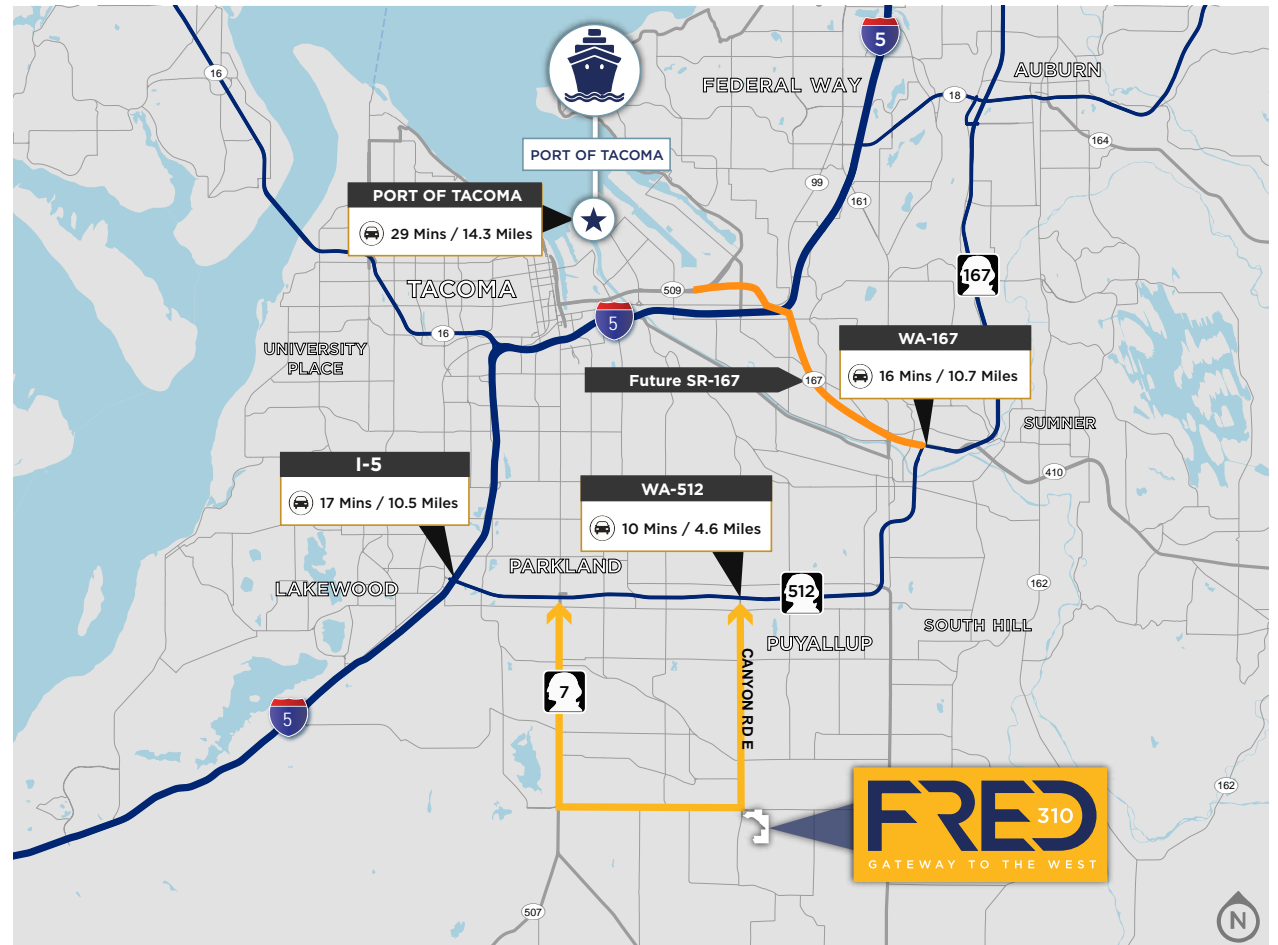 5
AUBURN
16
FEDERAL WAY
18
164
PORT OF TACOMA
99
PORT OF TACOMA
161
29 Mins / 14.3 Miles
167
TACOMA
509
5
16
WA-167
UNIVERSITY
PLACE
Future SR-167
167
16 Mins / 10.7 Miles
SUMNER
I-5
410
WA-512
17 Mins / 10.5 Miles
10 Mins / 4.6 Miles
PARKLAND
LAKEWOOD
512
162
SOUTH HILL
PUYALLUP
CANYON RD E
7
5
162
FRED
310
GATEWAY TO THE WEST
507
N